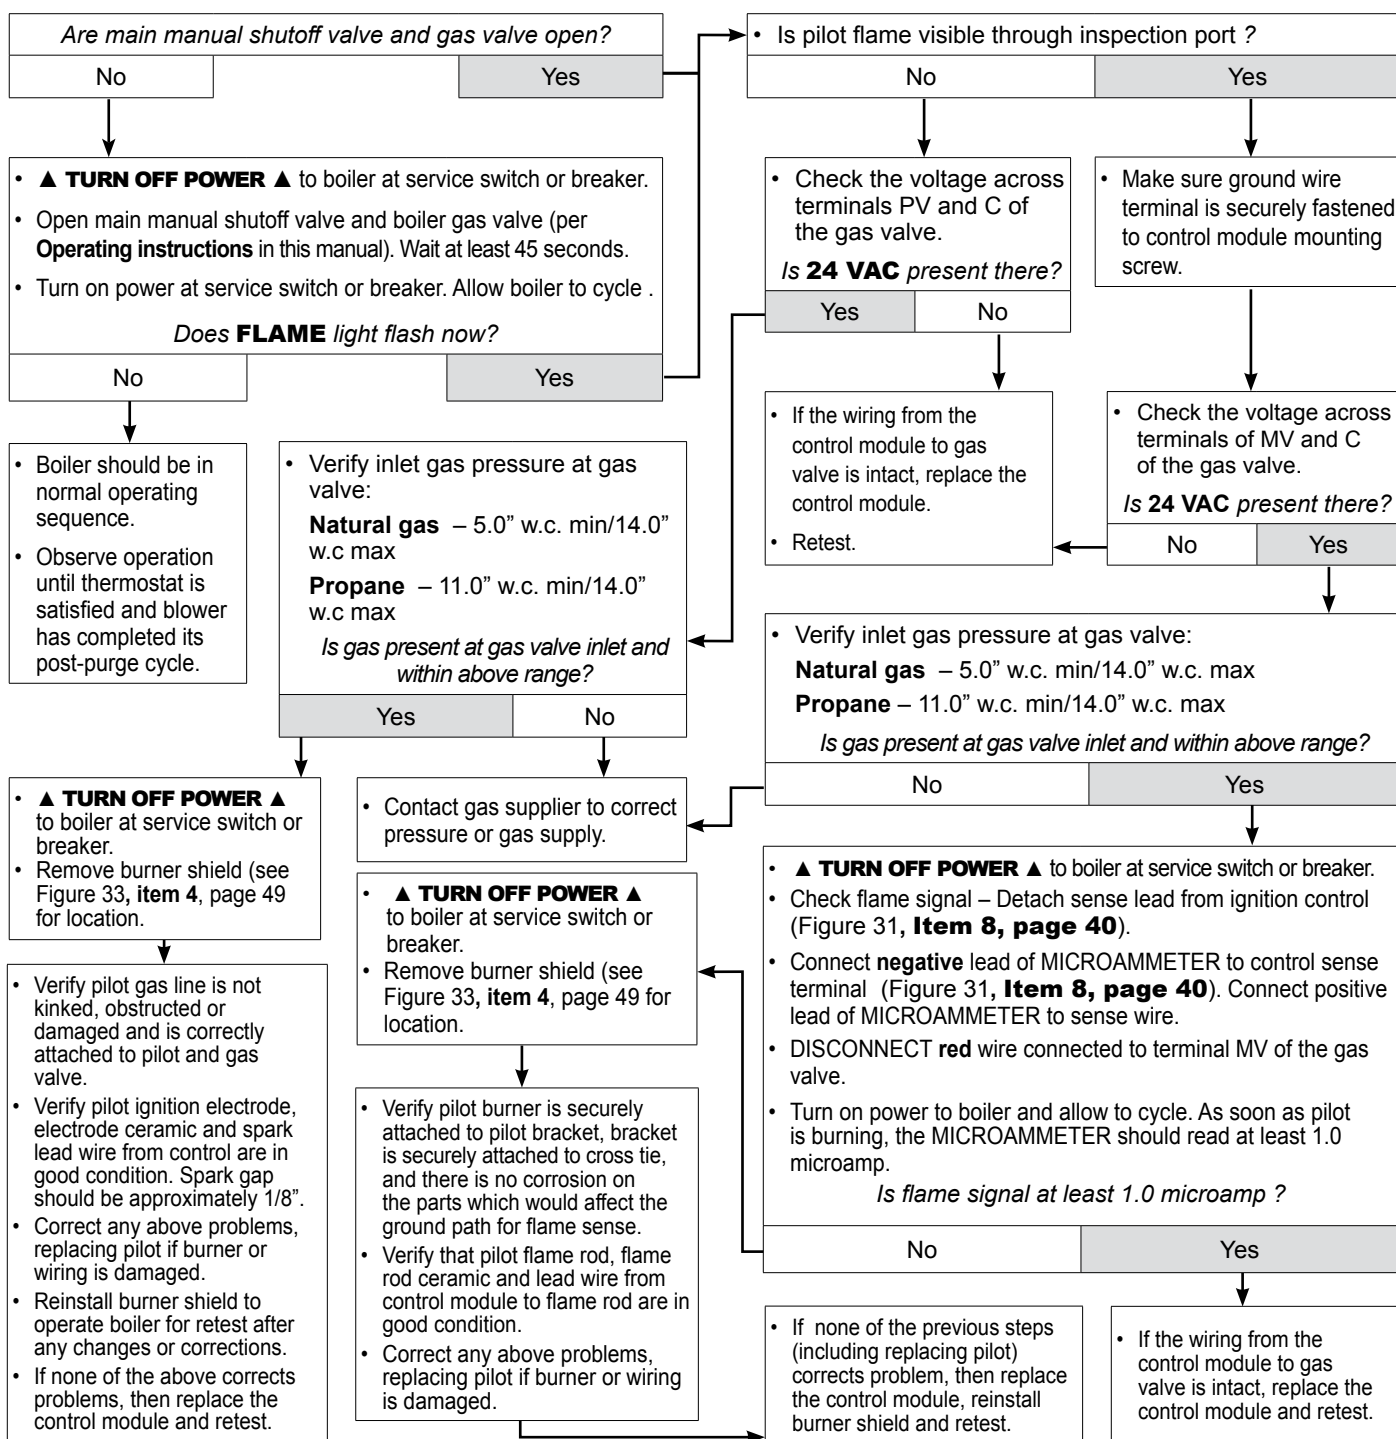 Are main manual shutoff valve and gas valve open?
No
Yes
• ▲ TURN OFF POWER ▲ to boiler at service switch or breaker.
• Open main manual shutoff valve and boiler gas valve (per
Operating instructions in this manual). Wait at least 45 seconds.
• Turn on power at service switch or breaker. Allow boiler to cycle .
Does FLAME light flash now?
No
Yes
• Boiler should be in
normal operating
sequence.
• Observe operation
until thermostat is
satisfied and blower
has completed its
post-purge cycle.
• Is pilot flame visible through inspection port ?
No
Yes
• Check the voltage across
terminals PV and C of
the gas valve.
Is 24 VAC present there?
Yes
No
• Make sure ground wire
terminal is securely fastened
to control module mounting
screw.
• If the wiring from the
control module to gas
valve is intact, replace the
control module.
• Retest.
• Check the voltage across
terminals of MV and C
of the gas valve.
Is 24 VAC present there?
No
Yes
• Verify inlet gas pressure at gas
valve:
Natural gas – 5.0” w.c. min/14.0”
w.c max
Propane – 11.0” w.c. min/14.0”
w.c max
Is gas present at gas valve inlet and
within above range?
Yes
No
• Verify inlet gas pressure at gas valve:
Natural gas – 5.0” w.c. min/14.0” w.c. max
Propane – 11.0” w.c. min/14.0” w.c. max
Is gas present at gas valve inlet and within above range?
No
Yes
• ▲ TURN OFF POWER ▲
to boiler at service switch or
breaker.
• Remove burner shield (see
Figure 33, item 4, page 49
for location.
• Contact gas supplier to correct
pressure or gas supply.
• Verify pilot gas line is not
kinked, obstructed or
damaged and is correctly
attached to pilot and gas
valve.
• Verify pilot ignition electrode,
electrode ceramic and spark
lead wire from control are in
good condition. Spark gap
should be approximately 1/8”.
• Correct any above problems,
replacing pilot if burner or
wiring is damaged.
• Reinstall burner shield to
operate boiler for retest after
any changes or corrections.
• If none of the above corrects
problems, then replace the
control module and retest.
• ▲ TURN OFF POWER ▲
to boiler at service switch or
breaker.
• Remove burner shield (see
Figure 33, item 4, page 49 for
location.
• Verify pilot burner is securely
attached to pilot bracket, bracket
is securely attached to cross tie,
and there is no corrosion on
the parts which would affect the
ground path for flame sense.
• Verify that pilot flame rod, flame
rod ceramic and lead wire from
control module to flame rod are in
good condition.
• Correct any above problems,
replacing pilot if burner or wiring
is damaged.
• ▲ TURN OFF POWER ▲ to boiler at service switch or breaker.
• Check flame signal – Detach sense lead from ignition control
(Figure 31, Item 8, page 40).
• Connect negative lead of MICROAMMETER to control sense
terminal (Figure 31, Item 8, page 40). Connect positive
lead of MICROAMMETER to sense wire.
• DISCONNECT red wire connected to terminal MV of the gas
valve.
• Turn on power to boiler and allow to cycle. As soon as pilot
is burning, the MICROAMMETER should read at least 1.0
microamp.
Is flame signal at least 1.0 microamp ?
No
Yes
• If none of the previous steps
(including replacing pilot)
corrects problem, then replace
the control module, reinstall
burner shield and retest.
• If the wiring from the
control module to gas
valve is intact, replace the
control module and retest.